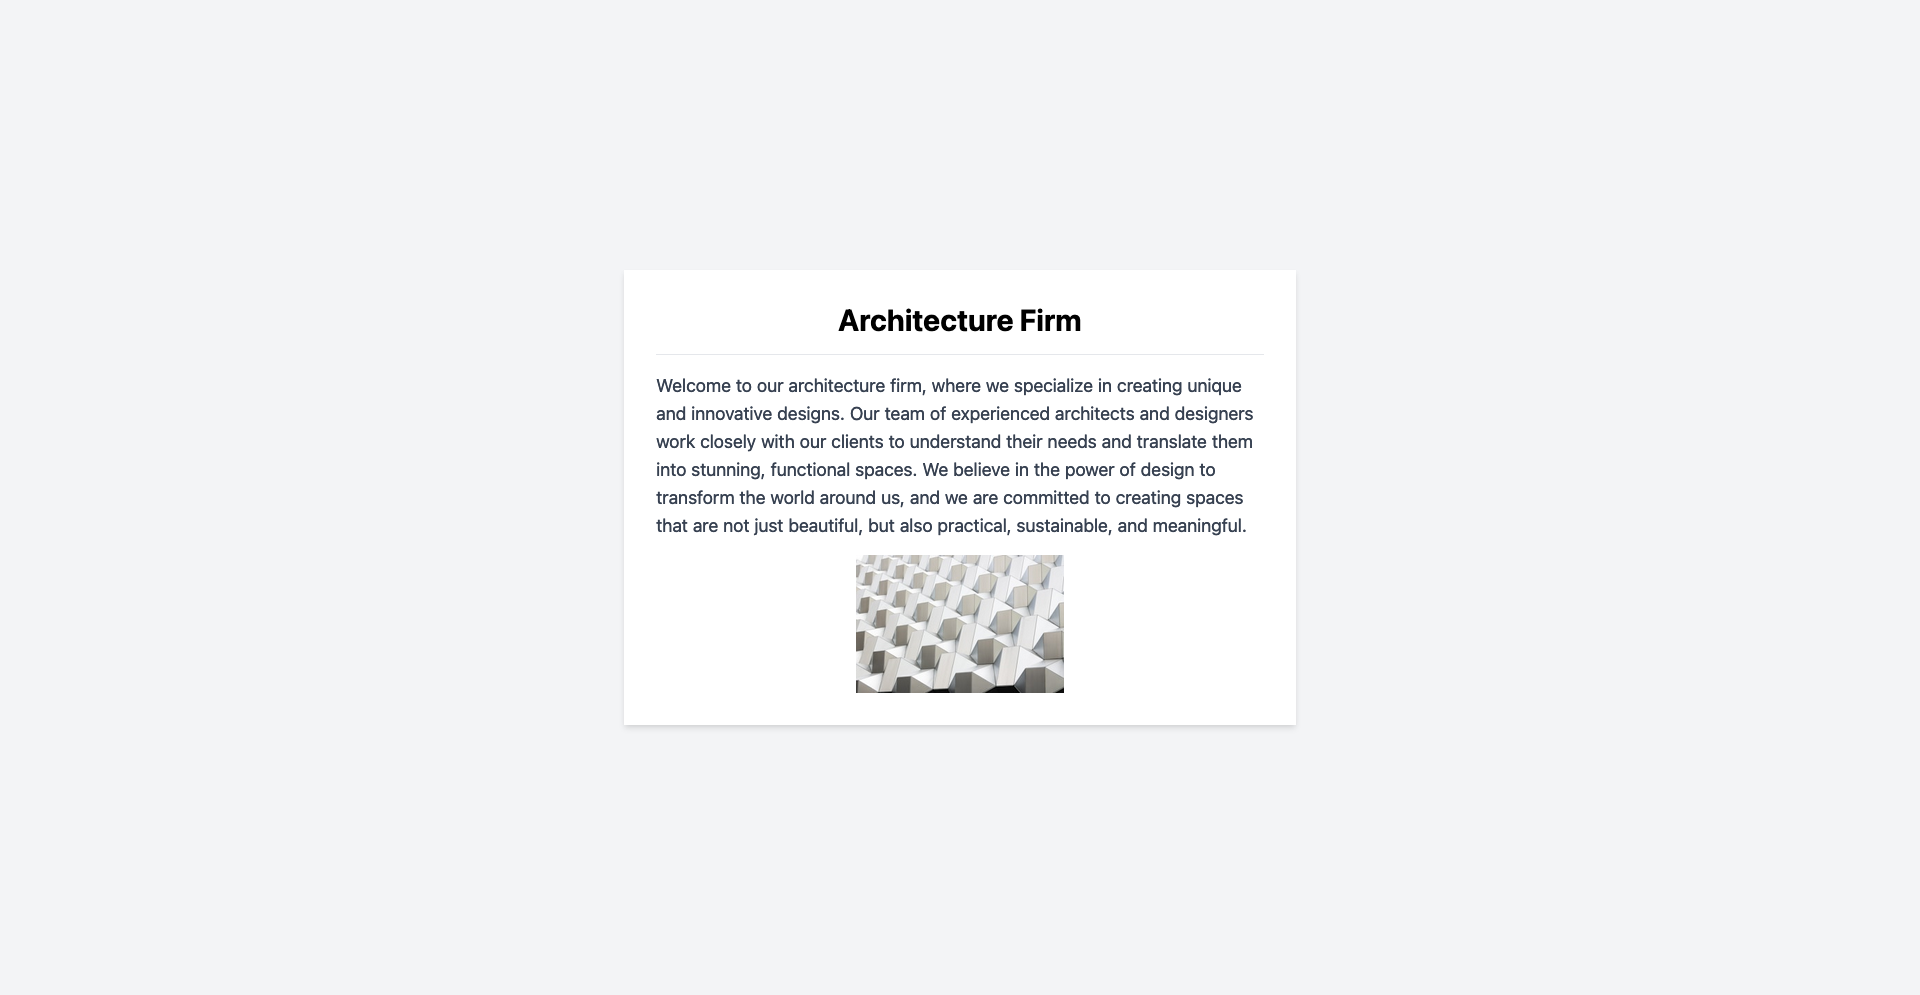 Architecture Firm
Welcome to our architecture firm, where we specialize in creating unique
and innovative designs. Our team of experienced architects and designers
work closely with our clients to understand their needs and translate them
into stunning, functional spaces. We believe in the power of design to
transform the world around us, and we are committed to creating spaces
that are not just beautiful, but also practical, sustainable, and meaningful.